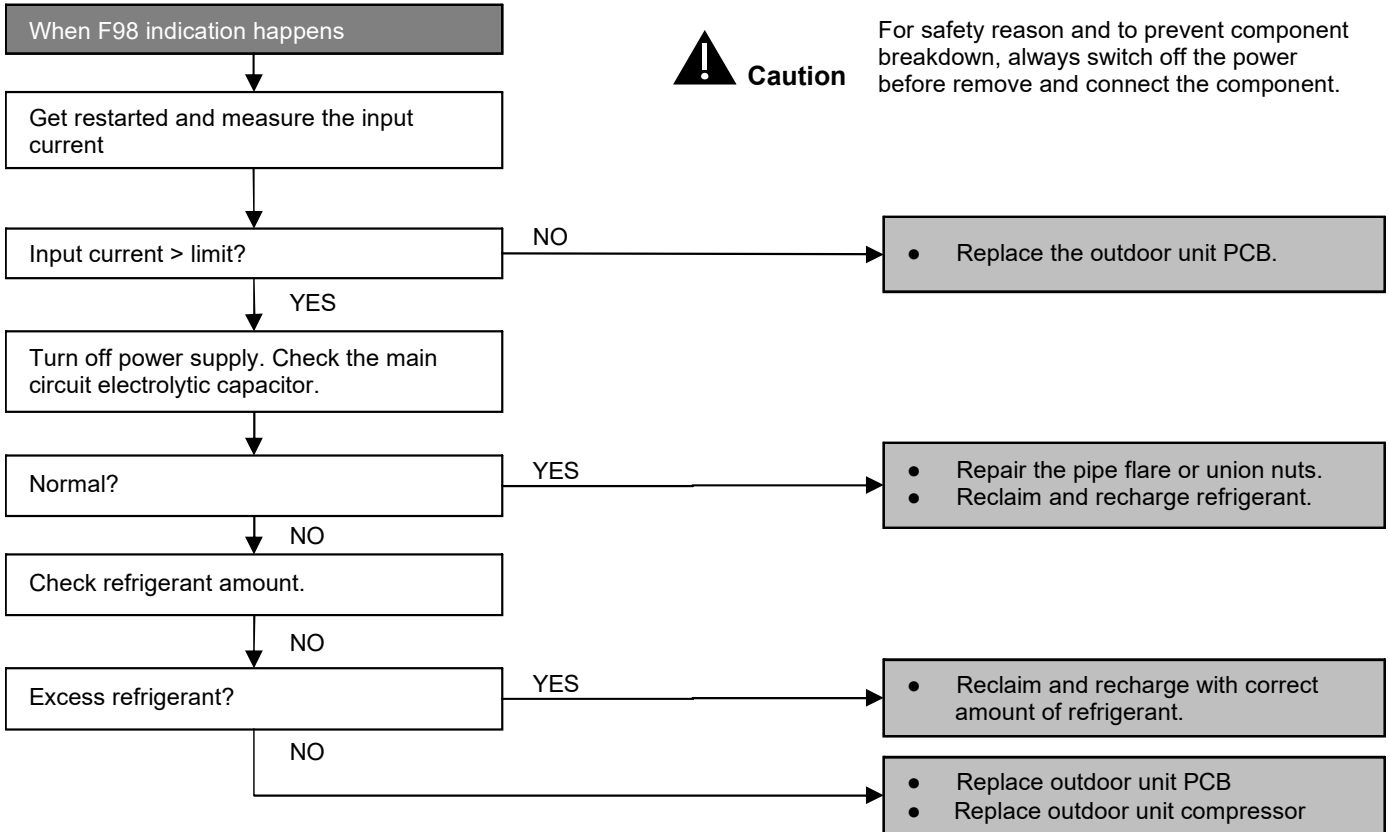 When F98 indication happens
Caution
For safety reason and to prevent component
breakdown, always switch off the power
before remove and connect the component.
Get restarted and measure the input
current
Input current > limit?
NO
● Replace the outdoor unit PCB.
YES
Turn off power supply. Check the main
circuit electrolytic capacitor.
Normal?
YES
● Repair the pipe flare or union nuts.
● Reclaim and recharge refrigerant.
NO
Check refrigerant amount.
NO
Excess refrigerant?
YES
● Reclaim and recharge with correct
amount of refrigerant.
NO
● Replace outdoor unit PCB
● Replace outdoor unit compressor